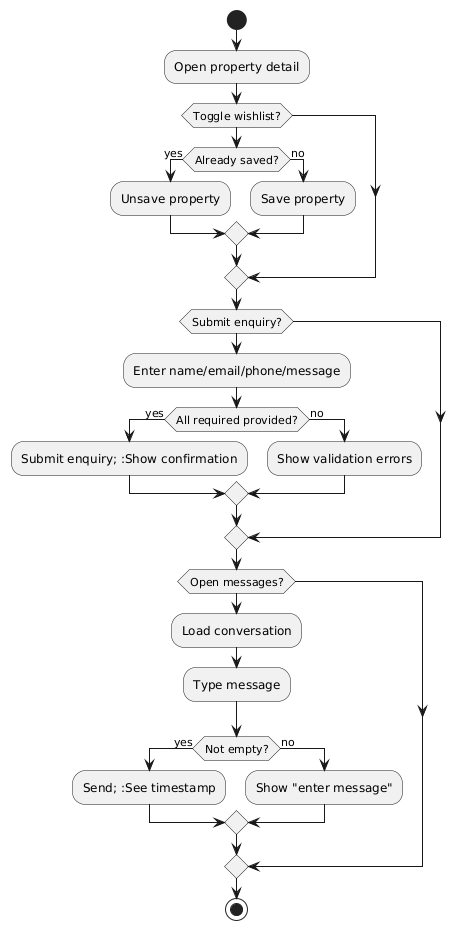 Open property detail
Toggle wishlist?
yes
Already saved?
no
Unsave property
Save property
Submit enquiry?
Enter name/email/phone/message
yes
All required provided?
no
Submit enquiry; :Show confirmation
Show validation errors
Open messages?
Load conversation
Type message
yes
Not empty?
no
Send; :See timestamp
Show "enter message"